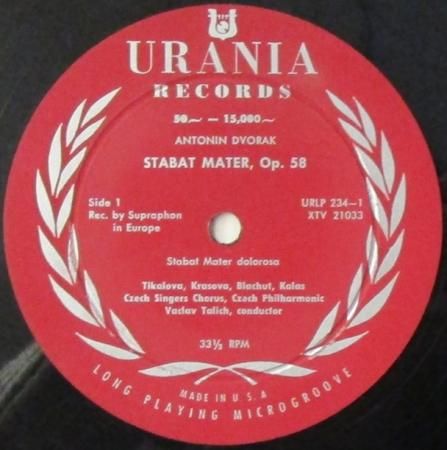 URANIA
RECORDS
50~ — 15,000~
ANTONIN DVORAK
STABAT MATER, Op. 58
Side 1
Rec. by Supraphon
in Europe
URLP 234-1
XTV 21033
Stabat Mater dolorosa
Tikalova, Krasova, Blachut, Kalas
Czech Singers Chorus, Czech Philharmonic
Vaclav Talich, conductor
33⅓ RPM
MADE IN U. S. A
LONG PLAYING MICROGROOVE